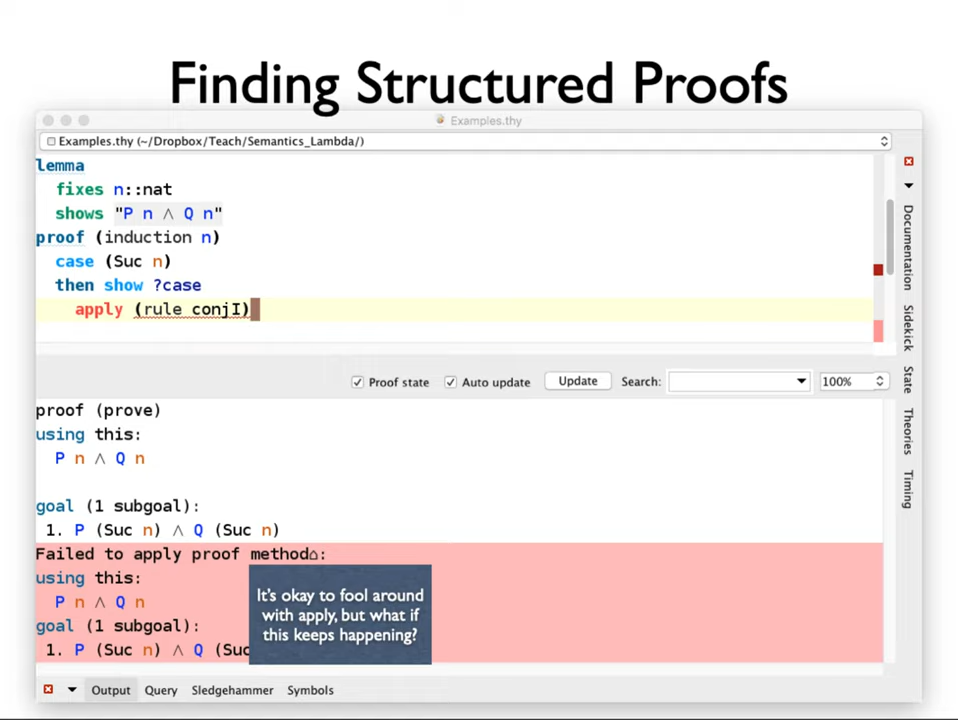 Finding Structured Proofs
Examples.thy
Examples.thy (~/Dropbox/Teach/Semantics_Lambda/)
lemma
fixes n::nat
shows "P n ∧ Q n"
proof (induction n)
case (Suc n)
then show ?case
apply (rule conjI)
Proof state
Auto update
Update
Search:
100%
proof (prove)
using this:
P n ∧ Q n
goal (1 subgoal):
1. P (Suc n) ∧ Q (Suc n)
Failed to apply proof method⌂:
using this:
P n ∧ Q n
goal (1 subgoal):
1. P (Suc n) ∧ Q (Suc
It's okay to fool around
with apply, but what if
this keeps happening?
Output Query Sledgehammer Symbols
Documentation
Sidekick
State
Theories
Timing